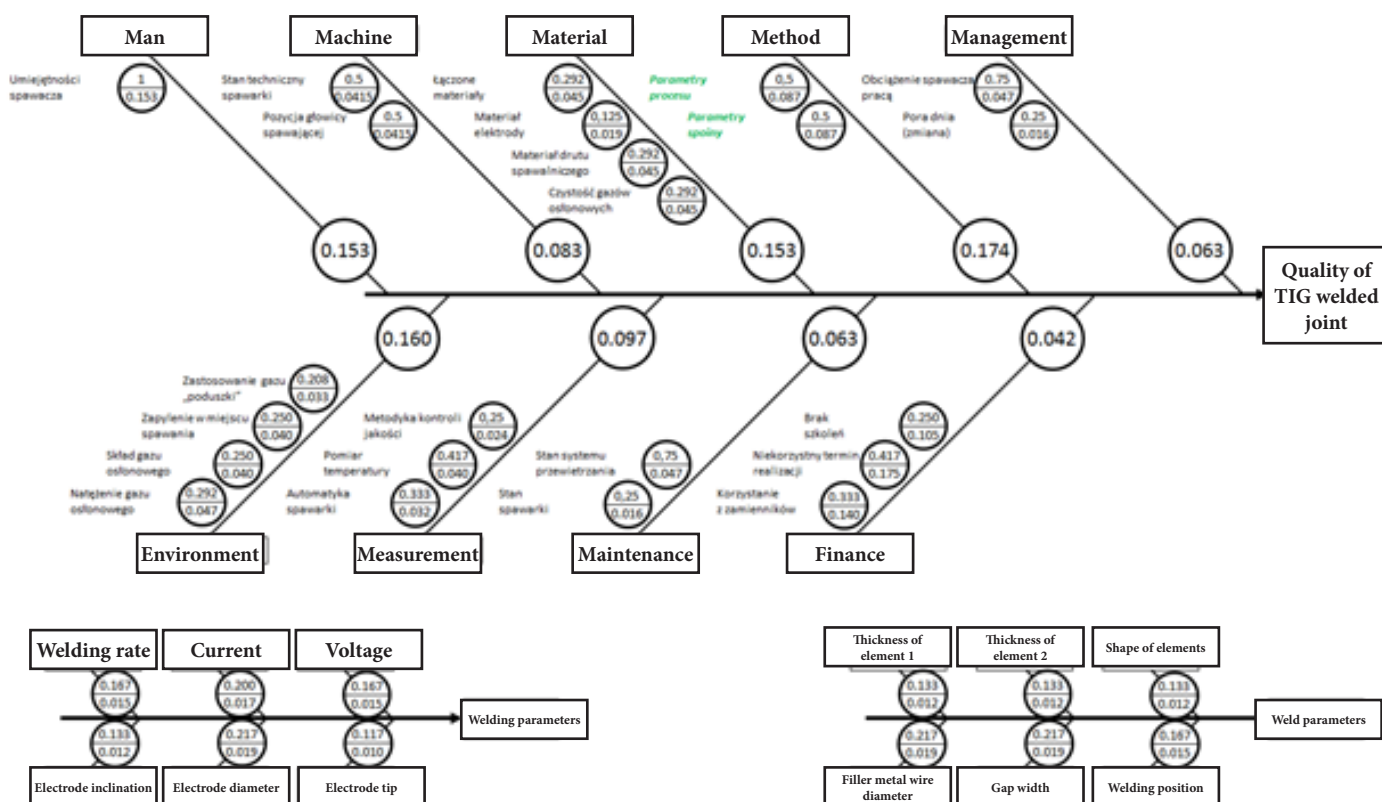 Man
Machine
Material
Method
Management
Umiejętności
spawacza
1
0.153
Stan techniczny
spawarki
0.5
0.0415
Pozycja głowicy
spawającej
0.5
0.0415
Łączone
materiały
0.292
0.045
Materiał
elektrody
0,125
0.019
Materiał drutu
spawalniczego
0.292
0.045
Czystość gazów
osłonowych
0.292
0.045
Parametry
procesu
0,5
0.087
Parametry
spoiny
0.5
0.087
Obciążenie spawacza
pracą
0.75
0.047
Pora dnia
(zmiana)
0.25
0.016
0.153
0.083
0.153
0.174
0.063
Quality of
TIG welded
joint
0.160
0.097
0.063
0.042
Zastosowanie gazu
„poduszki”
0.208
0.033
Zapylenie w miejscu
spawania
0.250
0.040
Skład gazu
osłonowego
0.250
0.040
Natężenie gazu
osłonowego
0.292
0.047
Metodyka kontroli
jakości
0,25
0.024
Pomiar
temperatury
0.417
0.040
Automatyka
spawarki
0.333
0.032
Stan systemu
przewietrzania
0,75
0.047
Stan
spawarki
0,25
0.016
Brak
szkoleń
0.250
0.105
Niekorzystny termin
realizacji
0.417
0.175
Korzystanie
z zamienników
0.333
0.140
Environment
Measurement
Maintenance
Finance
Welding rate
Current
Voltage
0.167
0.015
0.200
0.017
0.167
0.015
Welding parameters
0.133
0.012
0.217
0.019
0.117
0.010
Electrode inclination
Electrode diameter
Electrode tip
Thickness of
element 1
Thickness of
element 2
Shape of elements
0.133
0.012
0.133
0.012
0.133
0.012
Weld parameters
0.217
0.019
0.217
0.019
0.167
0.015
Filler metal wire
diameter
Gap width
Welding position